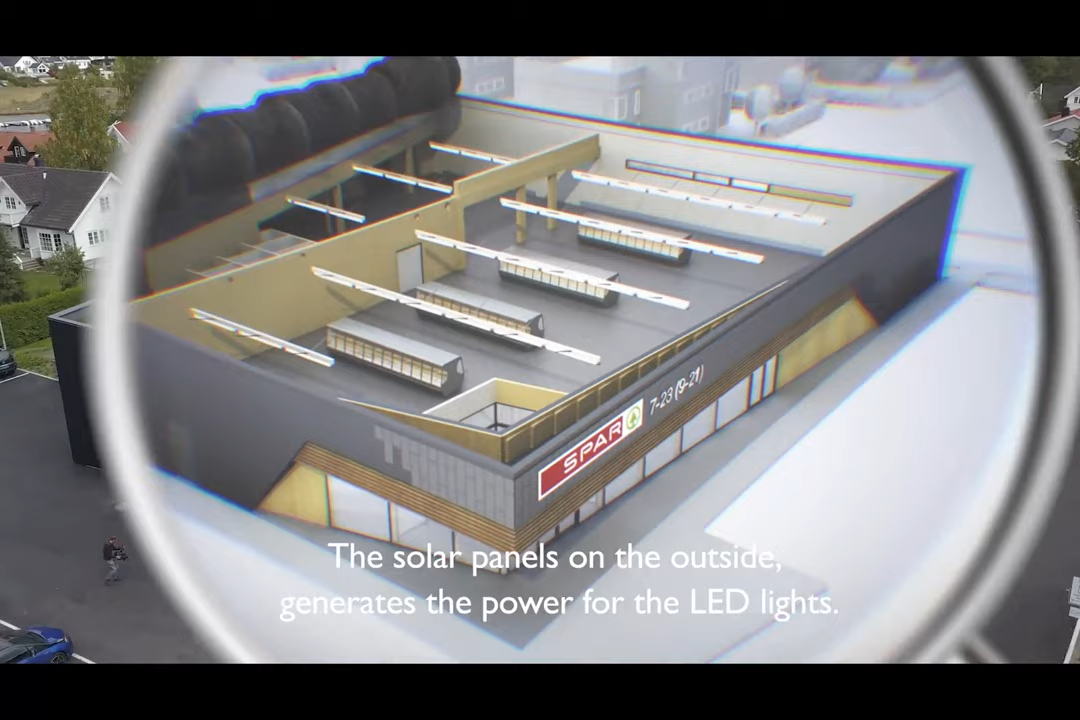 7-23 (9-21)
SPAR
The solar panels on the outside,
generates the power for the LED lights.